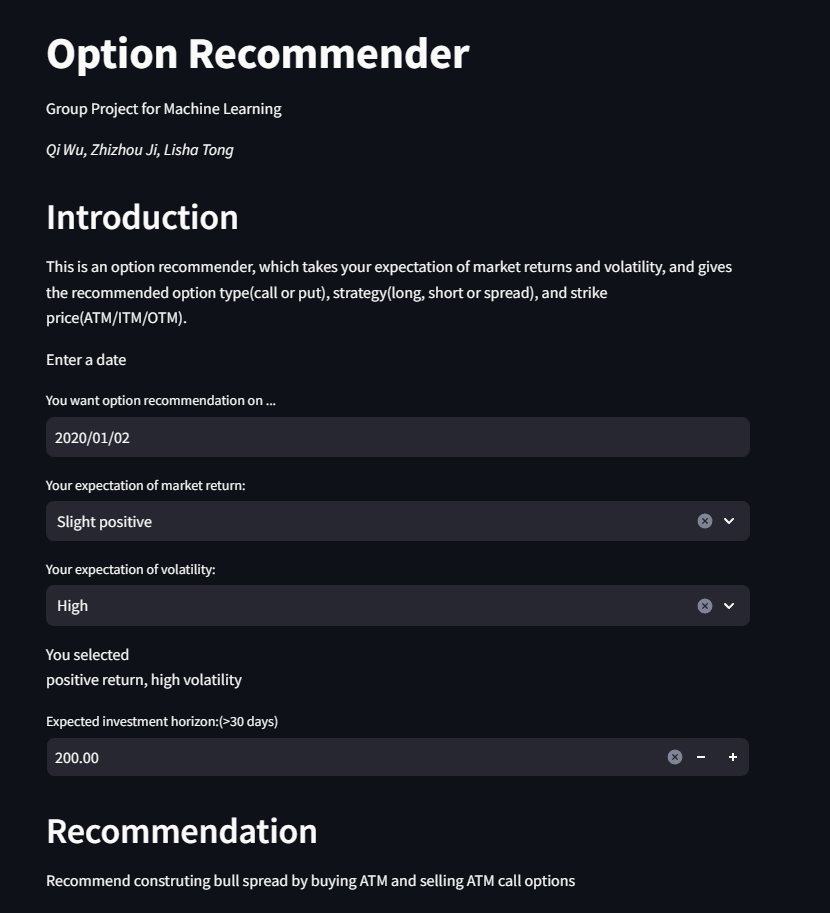 Option Recommender
Group Project for Machine Learning
Qi Wu, Zhizhou Ji, Lisha Tong
Introduction
This is an option recommender, which takes your expectation of market returns and volatility, and gives
the recommended option type(call or put), strategy(long, short or spread), and strike
price(ATM/ITM/OTM).
Enter a date
You want option recommendation on ...
2020/01/02
Your expectation of market return:
Slight positive
Your expectation of volatility:
High
You selected
positive return, high volatility
Expected investment horizon:(>30 days)
200.00
Recommendation
Recommend construting bull spread by buying ATM and selling ATM call options